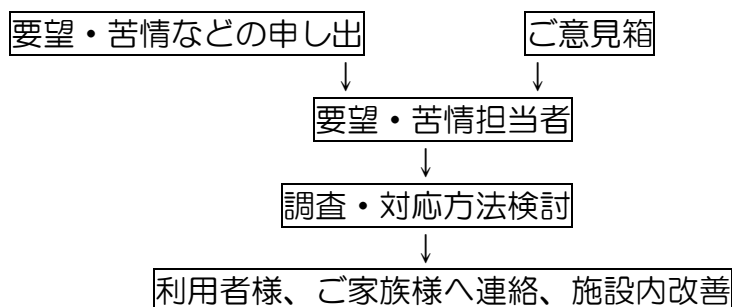 要望・苦情などの申し出 ご意見箱
↓ ↓
要望・苦情担当者
↓
調査・対応方法検討
↓
利用者様、ご家族様へ連絡、施設内改善